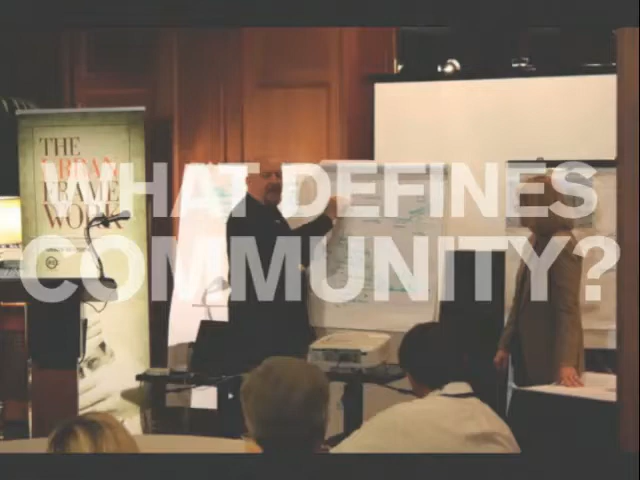 THE
URBAN
FRAME
WORK
WHAT DEFINES
COMMUNITY?